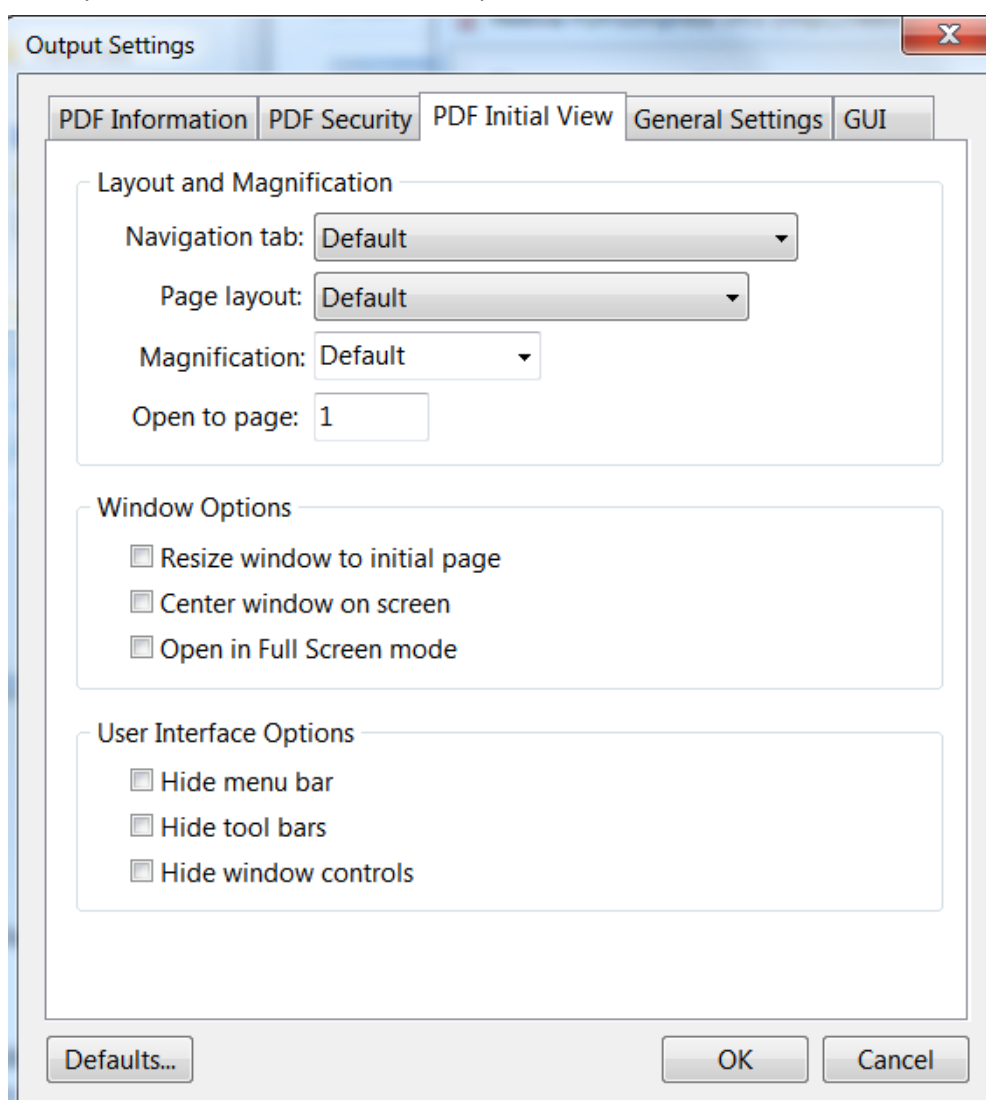 Output Settings
PDF Information PDF Security PDF Initial View General Settings GUI
Layout and Magnification
Navigation tab: Default
Page layout: Default
Magnification: Default
Open to page: 1
Window Options
Resize window to initial page
Center window on screen
Open in Full Screen mode
User Interface Options
Hide menu bar
Hide tool bars
Hide window controls
Defaults... OK Cancel